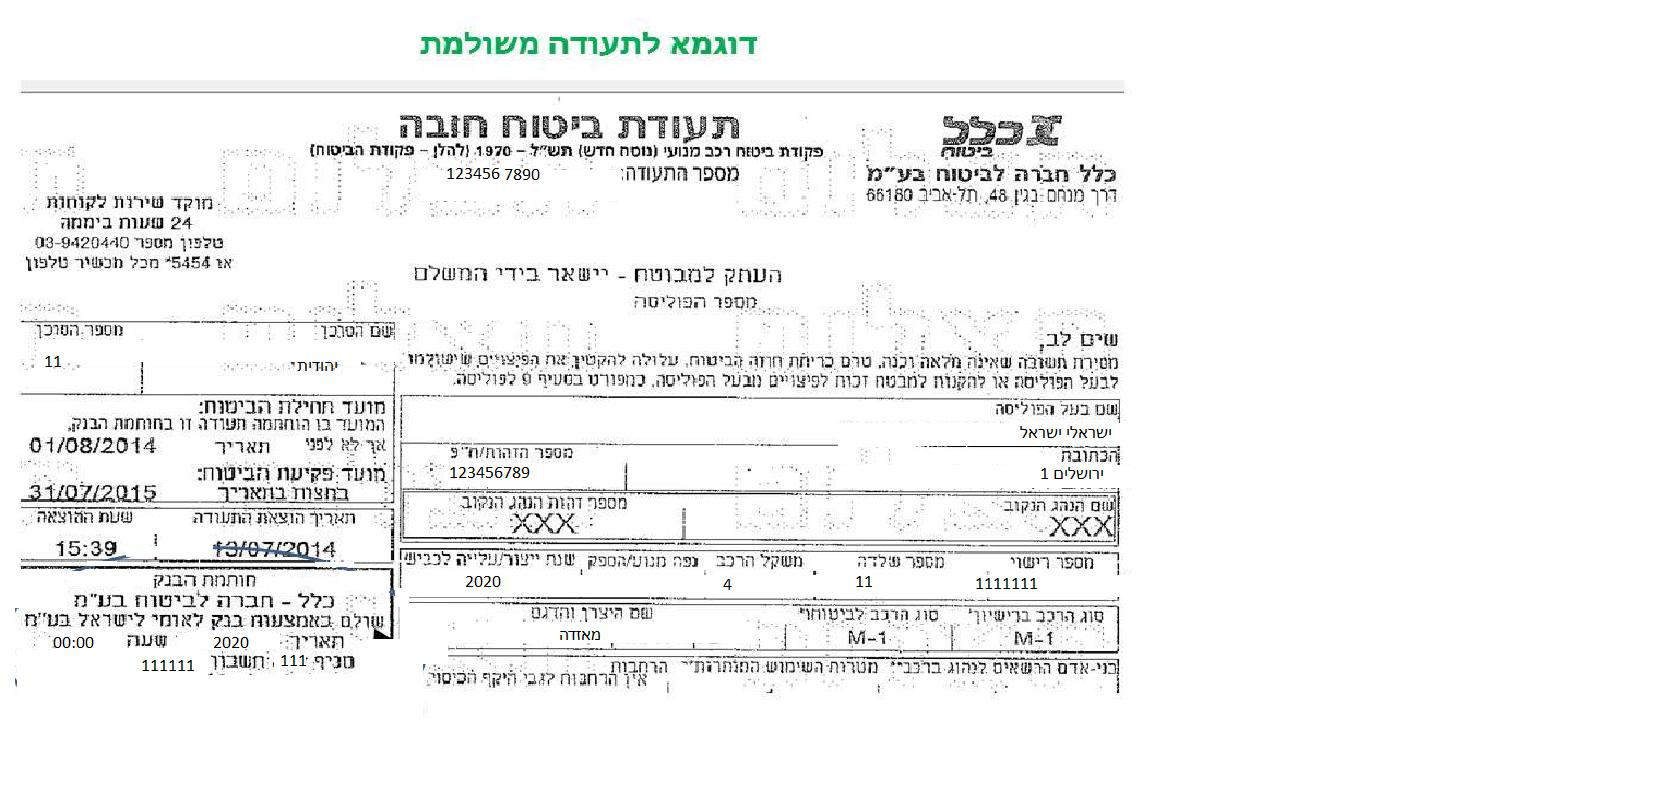 דוגמא לתעודה משולמת
תעודת ביטוח חובה
פקודת ביטוח רכב מנועי (נוסח חדש) תש"ל – 1970 (להלן – פקודת הביטוח)
מספר התעודה: 123456 7890
כלל
ביטוח
כלל חברה לביטוח בע"מ
דרך מנחם בגין 48, תל-אביב 66180
מוקד שירות לקוחות
24 שעות ביממה
טלפון מספר 03-9420440
או 5454* מכל מכשיר טלפון
העתק למבוטח - יישאר בידי המשלם
מספר הפוליסה
שים לב,
מסירת תשובה שאינה מלאה וכנה, טרם כריתת חוזה הביטוח, עלולה להקטין את הפיצויים שישולמו
לבעל הפוליסה או להקנות למבטח זכות לפיצויים מבעל הפוליסה, כמפורט בסעיף 9 לפוליסה.
שם בעל הפוליסה
ישראלי ישראל
הכתובה מספר הזהות/ח"פ
ירושלים 1 123456789
שם הנהג הנקוב מספר זהות הנהג הנקוב
XXX XXX
מספר רישוי מספר שלדה משקל הרכב נפח מנוע/הספק שנת ייצור/עלייה לכביש
1111111 11 4 2020
סוג הרכב ברישיון סוג הרכב לביטוח שם היצרן והדגם
M-1 M-1 מאזדה
בני-אדם הרשאים לנהוג ברכב מטרות השימוש המותרות הרחבות
אין הרחבות לגבי היקף הכיסוי
שם הסוכן מספר הסוכן
יהודית 11
מועד תחילת הביטוח:
המועד בו הוחתמה תעודה זו בחותמת הבנק,
אך לא לפני תאריך 01/08/2014
מועד פקיעת הביטוח:
בחצות בתאריך 31/07/2015
תאריך הוצאת התעודה שעת ההוצאה
13/07/2014 15:39
חותמת הבנק
כלל - חברה לביטוח בע"מ
שולם באמצעות בנק לאומי לישראל בע"מ
תאריך 2020 שעה 00:00
סניף 111 חשבון 111111